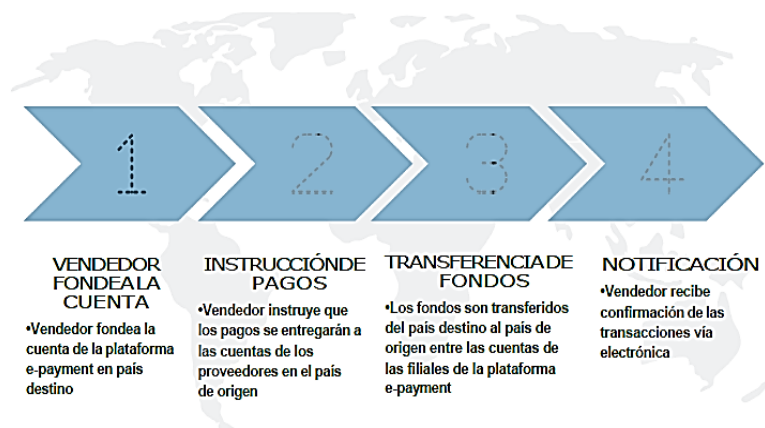 1
2
3
4
VENDEDOR
FONDEA LA
CUENTA
•Vendedor fondea la
cuenta de la plataforma
e-payment en país
destino
INSTRUCCIÓNDE
PAGOS
•Vendedor instruye que
los pagos se entregarán a
las cuentas de los
proveedores en el país
de origen
TRANSFERENCIADE
FONDOS
•Los fondos son transferidos
del país destino al país de
origen entre las cuentas de
las filiales de la plataforma
e-payment
NOTIFICACIÓN
•Vendedor recibe
confirmación de las
transacciones vía
electrónica